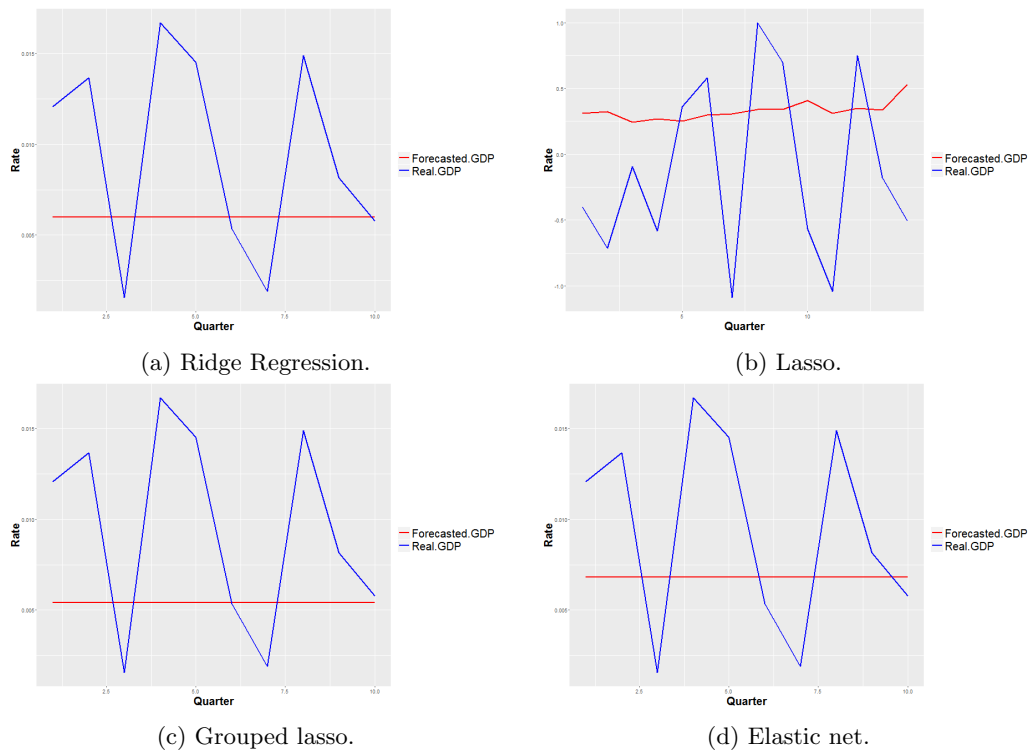 0.015
0.010
0.005
Rate
2.5
5.0
7.5
10.0
Quarter
Forecasted.GDP
Real.GDP
(a) Ridge Regression.
1.0
0.5
0.0
-0.5
-1.0
Rate
5
10
Quarter
Forecasted.GDP
Real.GDP
(b) Lasso.
0.015
0.010
0.005
Rate
2.5
5.0
7.5
10.0
Quarter
Forecasted.GDP
Real.GDP
(c) Grouped lasso.
0.015
0.010
0.005
Rate
2.5
5.0
7.5
10.0
Quarter
Forecasted.GDP
Real.GDP
(d) Elastic net.